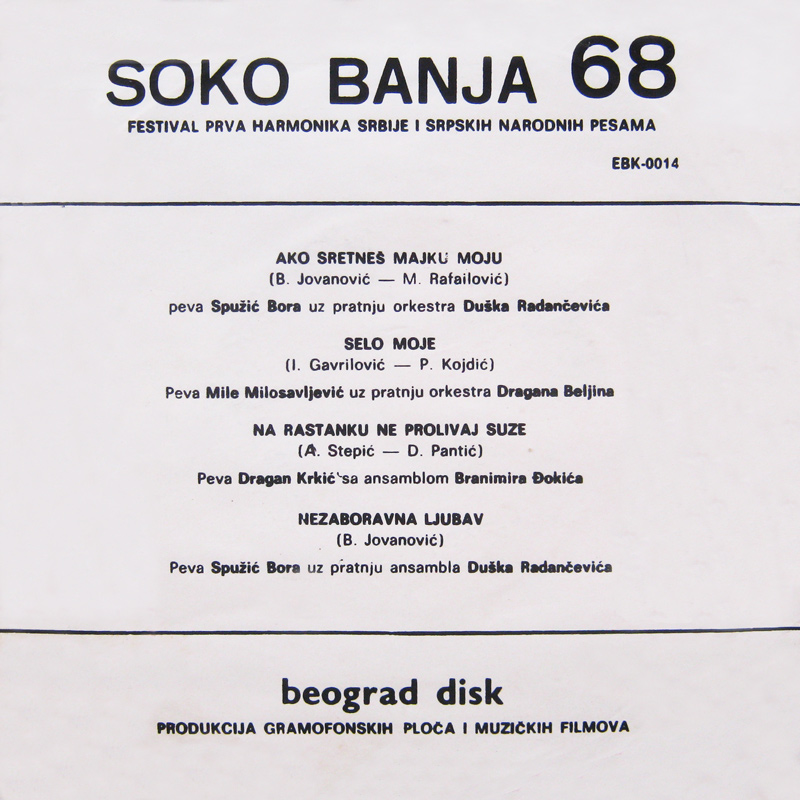 SOKO BANJA 68
FESTIVAL PRVA HARMONIKA SRBIJE I SRPSKIH NARODNIH PESAMA
EBK-0014
AKO SRETNEŠ MAJKU MOJU
(B. Jovanović — M. Rafailović)
peva Spužić Bora uz pratnju orkestra Duška Radančevića
SELO MOJE
(I. Gavrilović — P. Kojdić)
Peva Mile Milosavljević uz pratnju orkestra Dragana Beljina
NA RASTANKU NE PROLIVAJ SUZE
(A. Stepić — D. Pantić)
Peva Dragan Krkić sa ansamblom Branimira Đokića
NEZABORAVNA LJUBAV
(B. Jovanović)
Peva Spužić Bora uz pratnju ansambla Duška Radančevića
beograd disk
PRODUKCIJA GRAMOFONSKIH PLOČA I MUZIČKIH FILMOVA